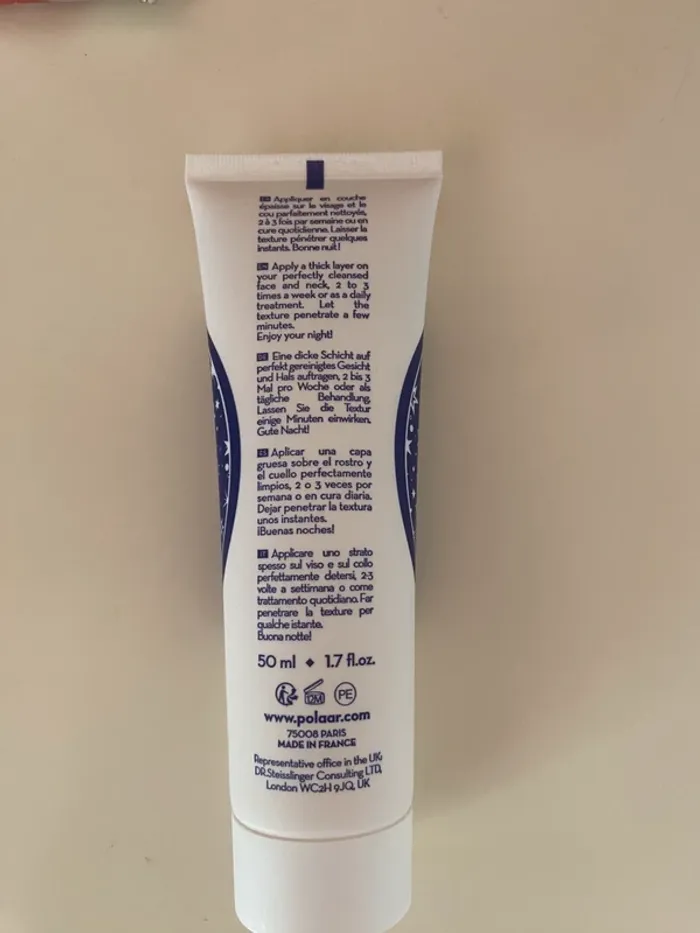 FR Appliquer en couche
épaisse sur le visage et le
cou parfaitement nettoyés,
2 à 3 fois par semaine ou en
cure quotidienne. Laisser la
texture pénétrer quelques
instants. Bonne nuit!
EN Apply a thick layer on
your perfectly cleansed
face and neck, 2 to 3
times a week or as a daily
treatment. Let the
texture penetrate a few
minutes.
Enjoy your night!
DE Eine dicke Schicht auf
perfekt gereinigtes Gesicht
und Hals auftragen, 2 bis 3
Mal pro Woche oder als
tägliche Behandlung.
Lassen Sie die Textur
einige Minuten einwirken.
Gute Nacht!
ES Aplicar una capa
gruesa sobre el rostro y
el cuello perfectamente
limpios, 2 o 3 veces por
semana o en cura diaria.
Dejar penetrar la textura
unos instantes.
¡Buenas noches!
IT Applicare uno strato
spesso sul viso e sul collo
perfettamente detersi, 2-3
volte a settimana o come
trattamento quotidiano. Far
penetrare la texture per
qualche istante.
Buona notte!
50 ml ◆ 1.7 fl.oz.
12M PE
www.polaar.com
75008 PARIS
MADE IN FRANCE
Representative office in the UK,
DR.Steisslinger Consulting LTD,
London WC2H 9JQ, UK